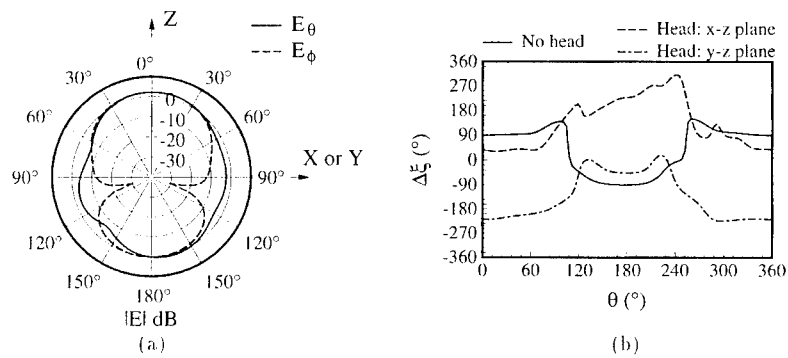 Z
E_θ
E_ϕ
0°
30°
30°
60°
60°
90°
90°
120°
120°
150°
150°
180°
0
-10
-20
-30
X or Y
|E| dB
(a)
No head
Head: x-z plane
Head: y-z plane
360
270
180
90
0
-90
-180
-270
-360
Δξ (°)
0 60 120 180 240 300 360
θ (°)
(b)